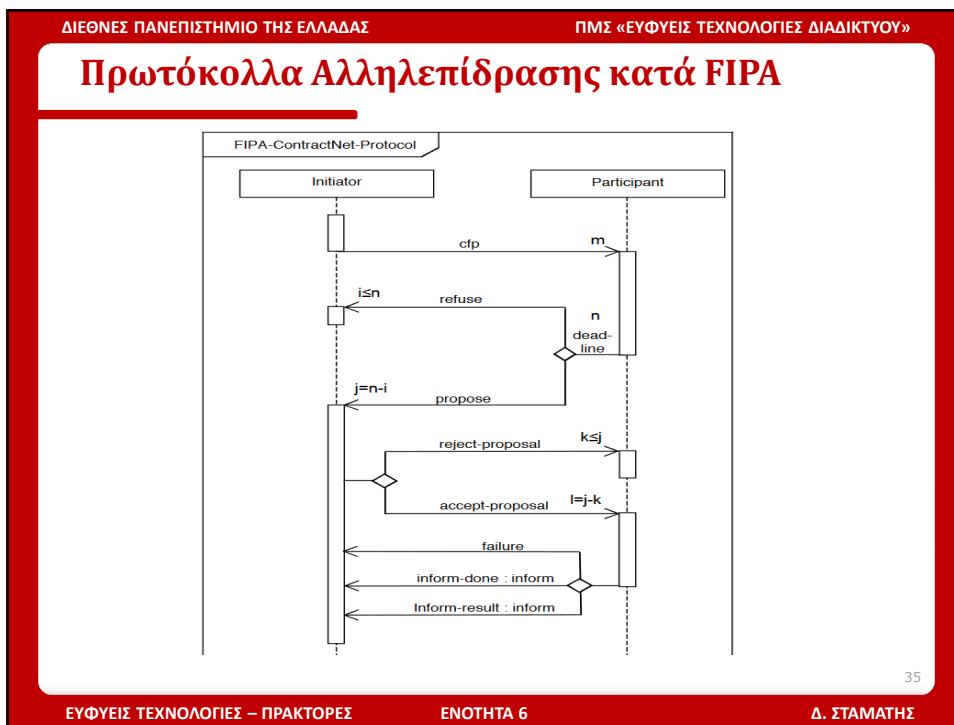 ΔΙΕΘΝΕΣ ΠΑΝΕΠΙΣΤΗΜΙΟ ΤΗΣ ΕΛΛΑΔΑΣ
ΠΜΣ «ΕΥΦΥΕΙΣ ΤΕΧΝΟΛΟΓΙΕΣ ΔΙΑΔΙΚΤΥΟΥ»
Πρωτόκολλα Αλληλεπίδρασης κατά FIPA
FIPA-ContractNet-Protocol
Initiator
Participant
cfp
m
i≤n
refuse
n
dead-
line
j=n-i
propose
reject-proposal
k≤j
accept-proposal
l=j-k
failure
inform-done : inform
Inform-result : inform
35
ΕΥΦΥΕΙΣ ΤΕΧΝΟΛΟΓΙΕΣ – ΠΡΑΚΤΟΡΕΣ
ΕΝΟΤΗΤΑ 6
Δ. ΣΤΑΜΑΤΗΣ